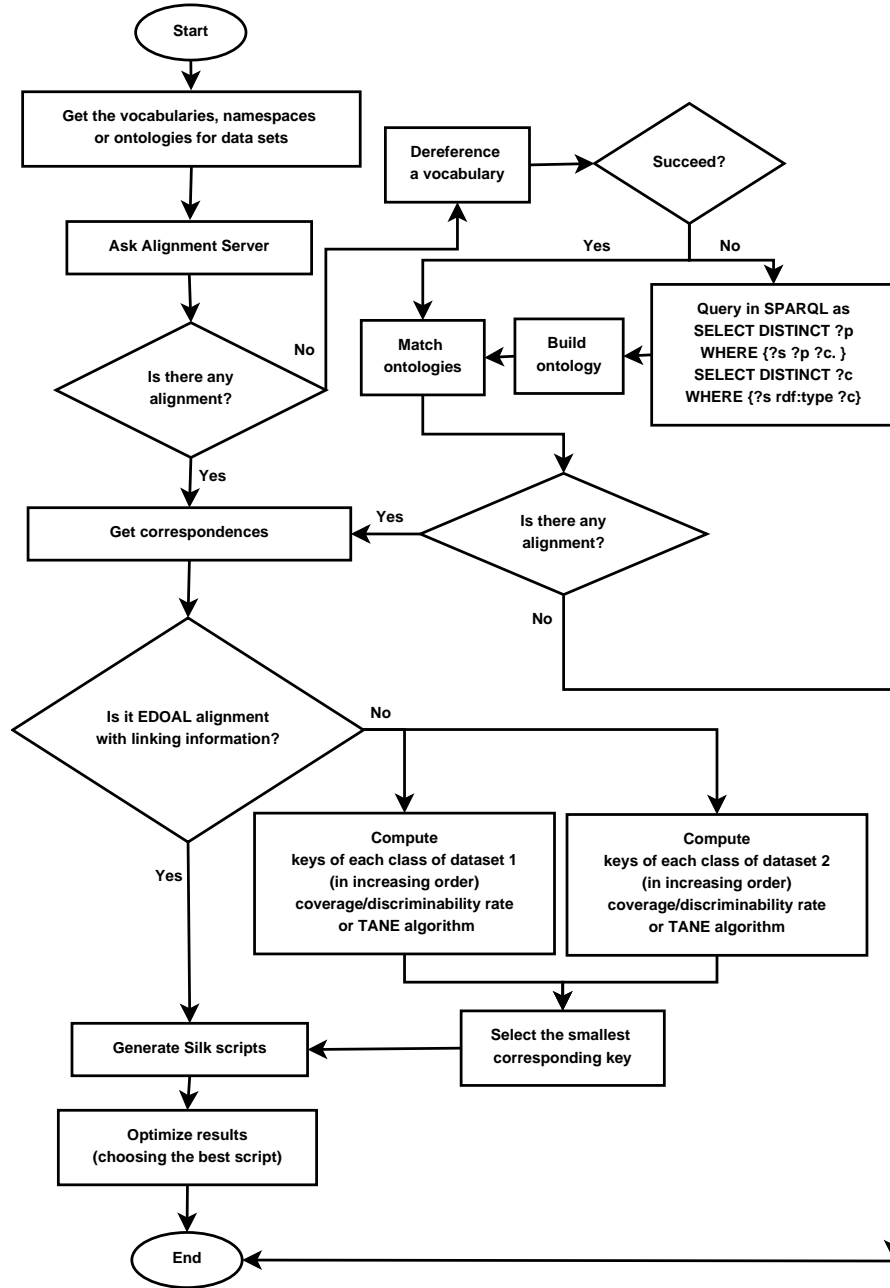 Start
Get the vocabularies, namespaces
or ontologies for data sets
Ask Alignment Server
Is there any
alignment?
No
Yes
Dereference
a vocabulary
Succeed?
Yes
No
Query in SPARQL as
SELECT DISTINCT ?p
WHERE {?s ?p ?c. }
SELECT DISTINCT ?c
WHERE {?s rdf:type ?c}
Build
ontology
Match
ontologies
Is there any
alignment?
Yes
No
Get correspondences
Is it EDOAL alignment
with linking information?
No
Yes
Compute
keys of each class of dataset 1
(in increasing order)
coverage/discriminability rate
or TANE algorithm
Compute
keys of each class of dataset 2
(in increasing order)
coverage/discriminability rate
or TANE algorithm
Select the smallest
corresponding key
Generate Silk scripts
Optimize results
(choosing the best script)
End